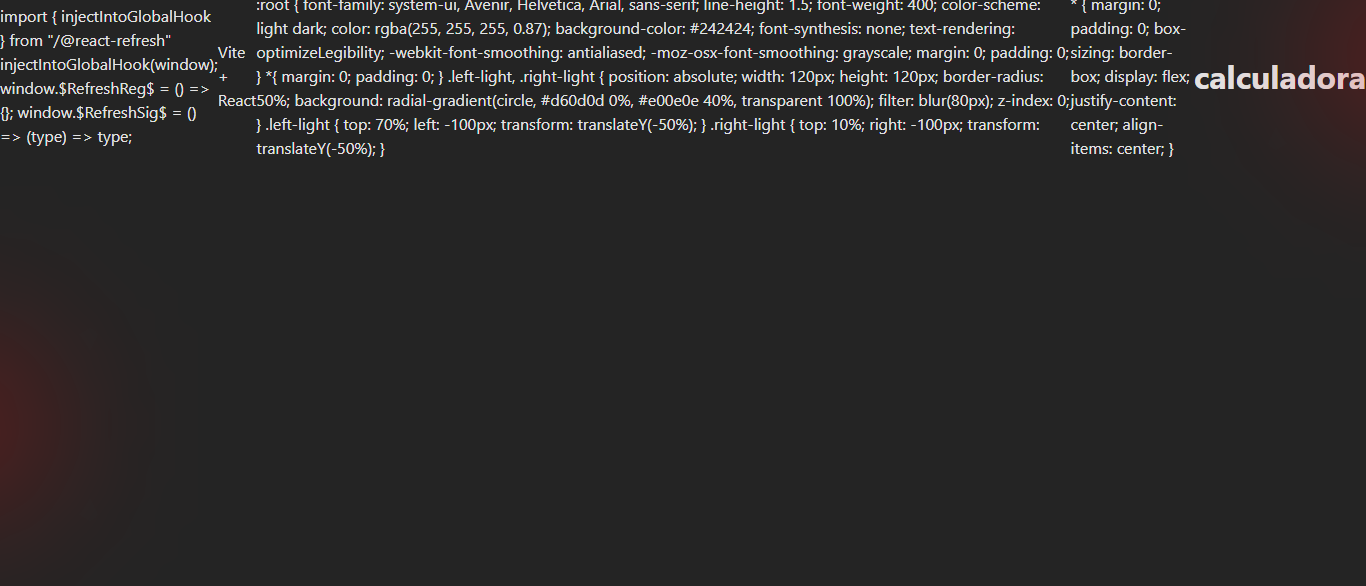 import { injectIntoGlobalHook
} from "/@react-refresh"
injectIntoGlobalHook(window);
window.$RefreshReg$ = () =>
{}; window.$RefreshSig$ = ()
=> (type) => type;
Vite
+
React
:root { font-family: system-ui, Avenir, Helvetica, Arial, sans-serif; line-height: 1.5; font-weight: 400; color-scheme:
light dark; color: rgba(255, 255, 255, 0.87); background-color: #242424; font-synthesis: none; text-rendering:
optimizeLegibility; -webkit-font-smoothing: antialiased; -moz-osx-font-smoothing: grayscale; margin: 0; padding: 0;
} *{ margin: 0; padding: 0; } .left-light, .right-light { position: absolute; width: 120px; height: 120px; border-radius:
50%; background: radial-gradient(circle, #d60d0d 0%, #e00e0e 40%, transparent 100%); filter: blur(80px); z-index: 0;
} .left-light { top: 70%; left: -100px; transform: translateY(-50%); } .right-light { top: 10%; right: -100px; transform:
translateY(-50%); }
* { margin: 0;
padding: 0; box-
sizing: border-
box; display: flex;
justify-content:
center; align-
items: center; }
calculadora